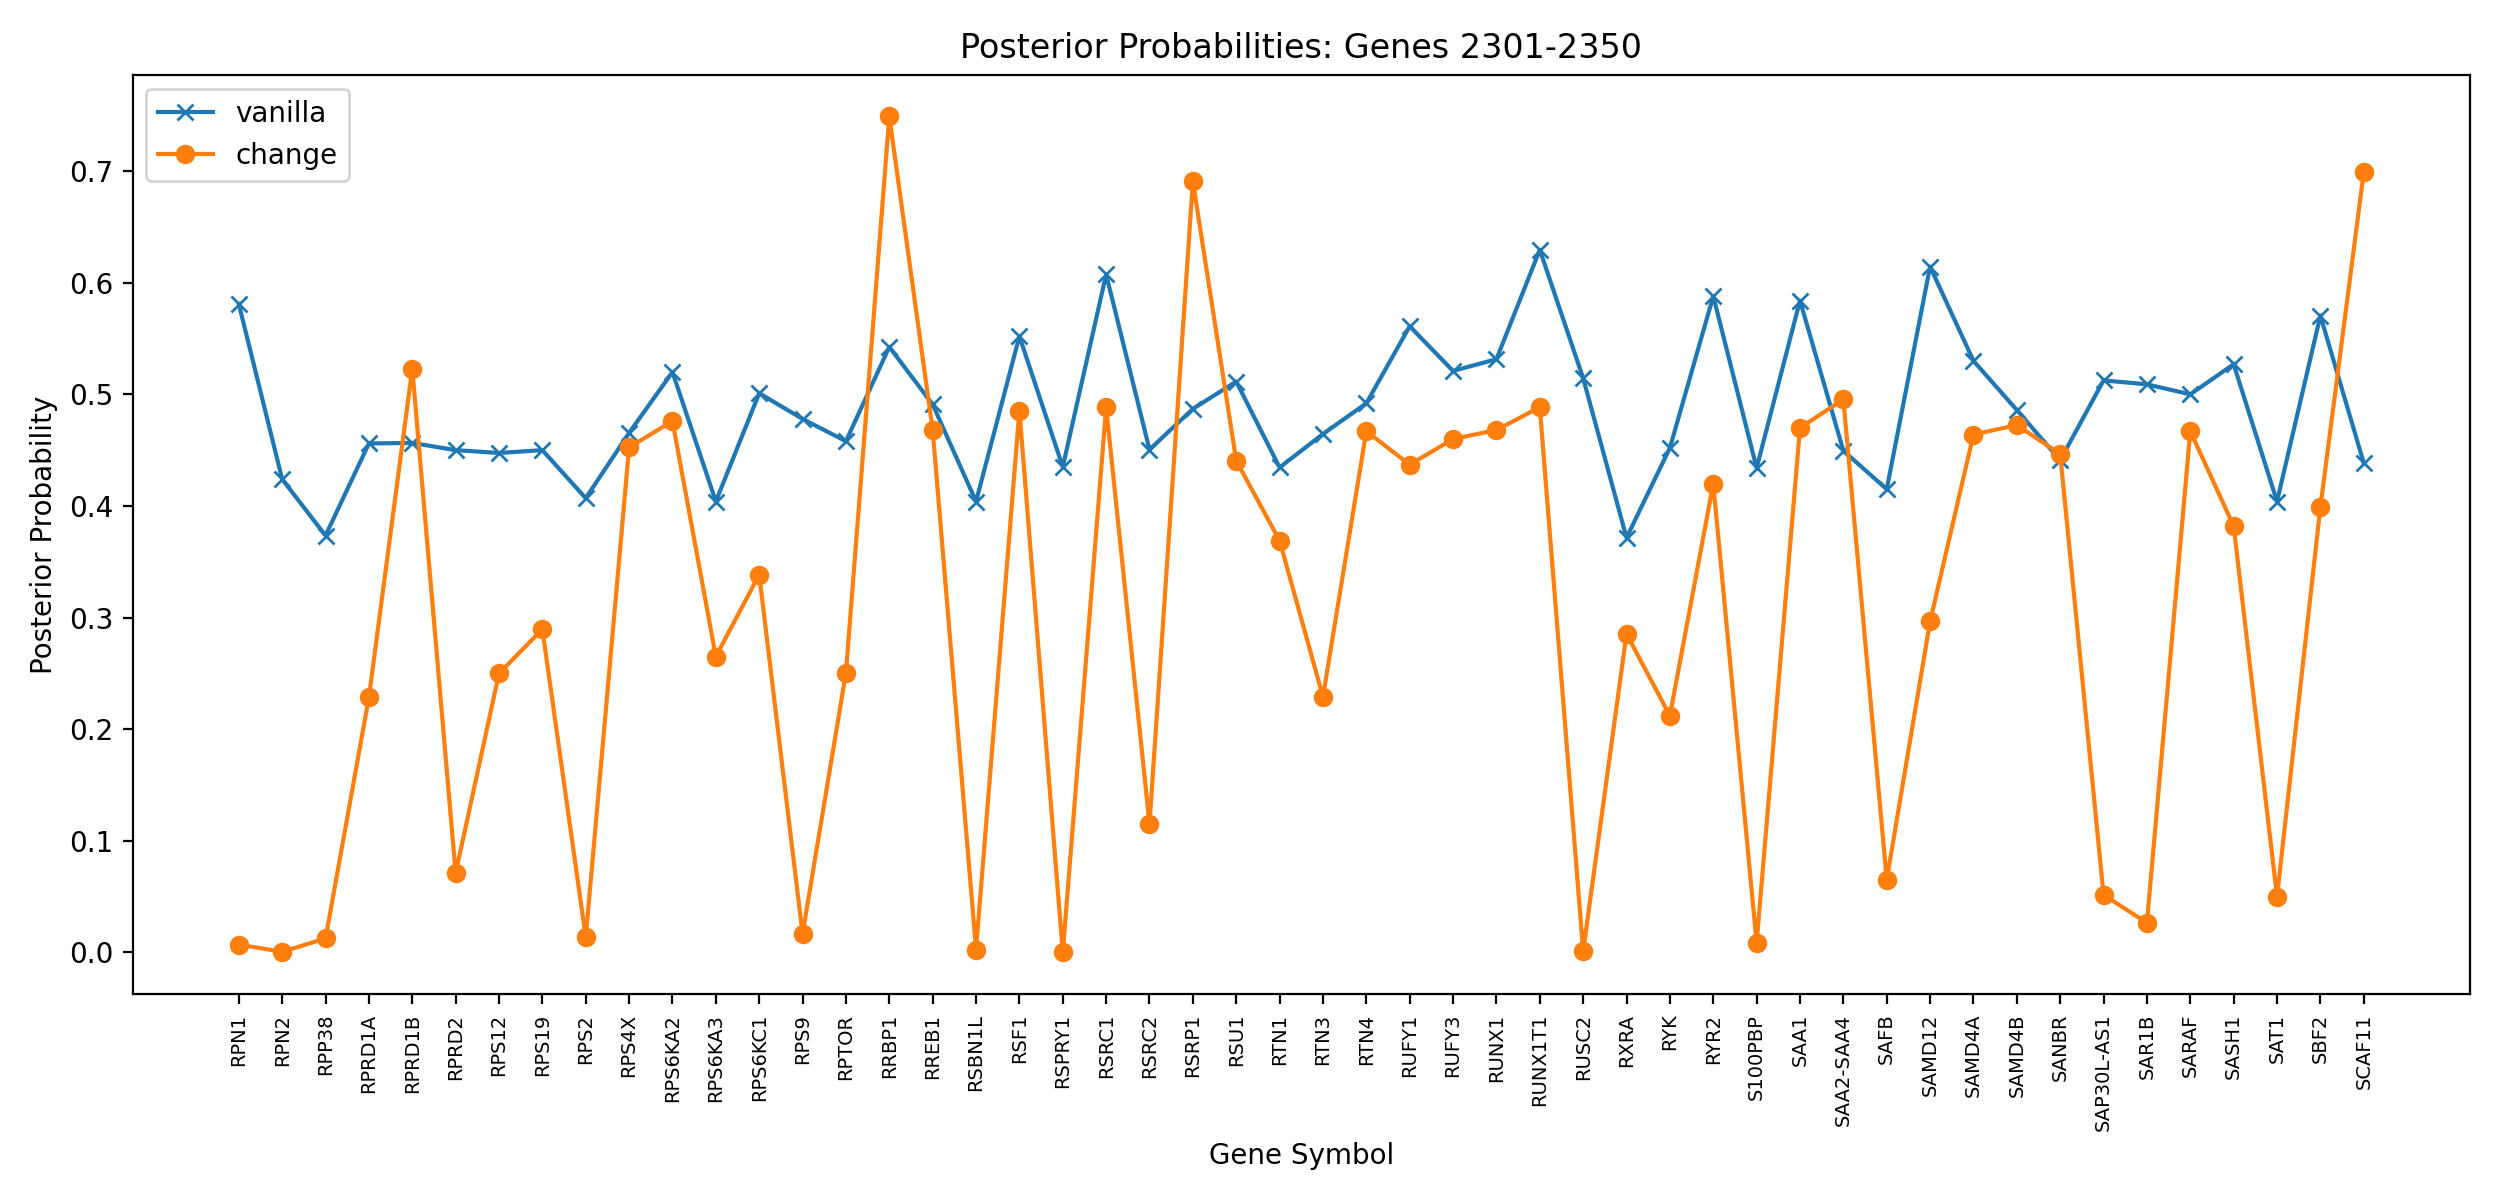 Posterior Probabilities: Genes 2301-2350
vanilla
change
0.7
0.6
0.5
0.4
0.3
0.2
0.1
0.0
Posterior Probability
RPN1
RPN2
RPP38
RPRD1A
RPRD1B
RPRD2
RPS12
RPS19
RPS2
RPS4X
RPS6KA2
RPS6KA3
RPS6KC1
RPS9
RPTOR
RRBP1
RREB1
RSBN1L
RSF1
RSPRY1
RSRC1
RSRC2
RSRP1
RSU1
RTN1
RTN3
RTN4
RUFY1
RUFY3
RUNX1
RUNX1T1
RUSC2
RXRA
RYK
RYR2
S100PBP
SAA1
SAA2-SAA4
SAFB
SAMD12
SAMD4A
SAMD4B
SANBR
SAP30L-AS1
SAR1B
SARAF
SASH1
SAT1
SBF2
SCAF11
Gene Symbol